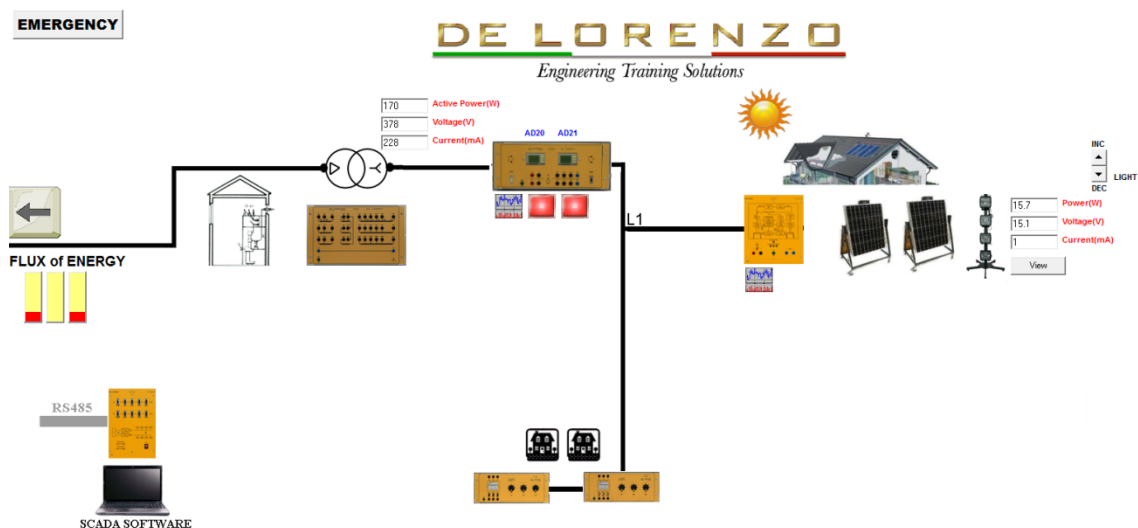 EMERGENCY
DE LORENZO
Engineering Training Solutions
170 Active Power(W)
378 Voltage(V)
228 Current(mA)
AD20 AD21
INC
LIGHT
DEC
15.7 Power(W)
15.1 Voltage(V)
1 Current(mA)
View
L1
FLUX of ENERGY
RS485
SCADA SOFTWARE